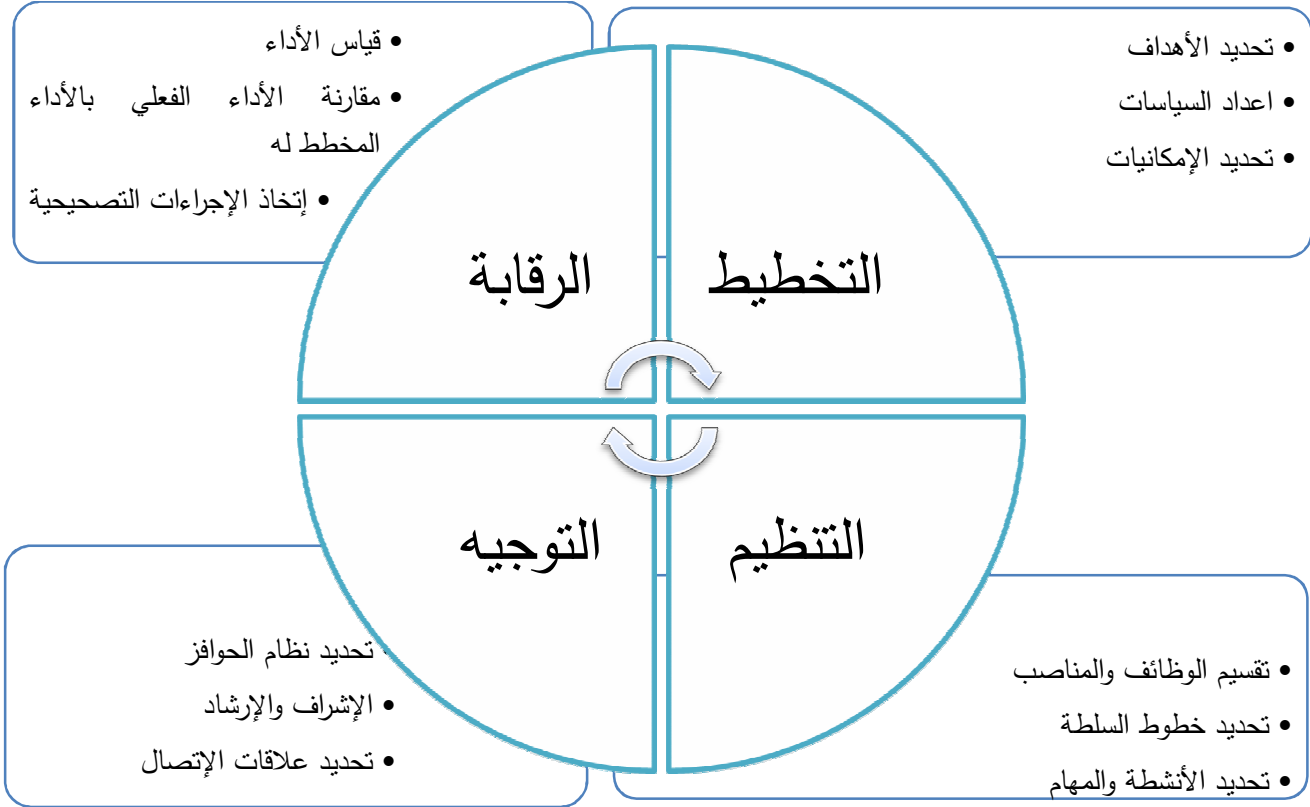 • تحديد الأهداف
• اعداد السياسات
• تحديد الإمكانيات
التخطيط
• قياس الأداء
• مقارنة الأداء الفعلي بالأداء
المخطط له
• إتخاذ الإجراءات التصحيحية
الرقابة
التنظيم
• تقسيم الوظائف والمناصب
• تحديد خطوط السلطة
• تحديد الأنشطة والمهام
التوجيه
• تحديد نظام الحوافز
• الإشراف والإرشاد
• تحديد علاقات الإتصال